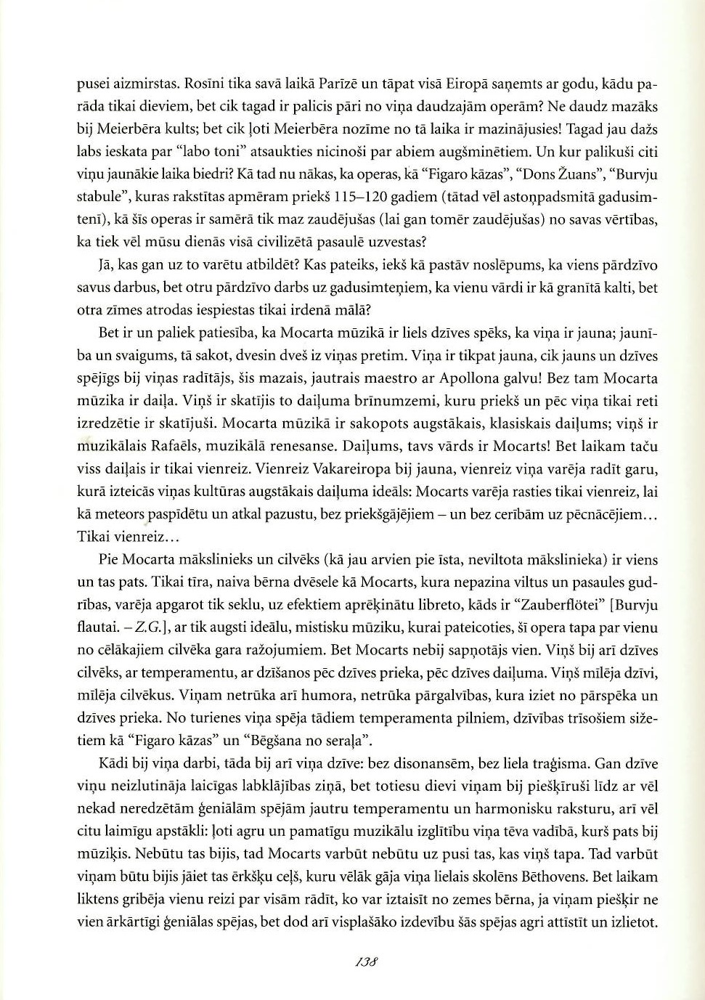 pusei aizmirstas. Rosīni tika savā laikā Parīzē un tāpat visā Eiropā saņemts ar godu, kādu pa-
rāda tikai dieviem, bet cik tagad ir palicis pāri no viņa daudzajām operām? Ne daudz mazāks
bij Meierbēra kults; bet cik ļoti Meierbēra nozīme no tā laika ir mazinājusies! Tagad jau dažs
labs ieskata par “labo toni” atsaukties nicinoši par abiem augšminētiem. Un kur palikuši citi
viņu jaunākie laika biedri? Kā tad nu nākas, ka operas, kā “Figaro kāzas”, “Dons Žuans”, “Burvju
stabule”, kuras rakstītas apmēram priekš 115–120 gadiem (tātad vēl astoņpadsmitā gadusim-
tenī), kā šīs operas ir samērā tik maz zaudējušas (lai gan tomēr zaudējušas) no savas vērtības,
ka tiek vēl mūsu dienās visā civilizētā pasaulē uzvestas?
Jā, kas gan uz to varētu atbildēt? Kas pateiks, iekš kā pastāv noslēpums, ka viens pārdzīvo
savus darbus, bet otru pārdzīvo darbs uz gadusimteņiem, ka vienu vārdi ir kā granītā kalti, bet
otra zīmes atrodas iespiestas tikai irdenā mālā?
Bet ir un paliek patiesība, ka Mocarta mūzikā ir liels dzīves spēks, ka viņa ir jauna; jaunī-
ba un svaigums, tā sakot, dvesin dveš iz viņas pretim. Viņa ir tikpat jauna, cik jauns un dzīves
spējīgs bij viņas radītājs, šis mazais, jautrais maestro ar Apollona galvu! Bez tam Mocarta
mūzika ir daiļa. Viņš ir skatījis to daiļuma brīnumzemi, kuru priekš un pēc viņa tikai reti
izredzētie ir skatījuši. Mocarta mūzikā ir sakopots augstākais, klasiskais daiļums; viņš ir
muzikālais Rafaēls, muzikālā renesanse. Daiļums, tavs vārds ir Mocarts! Bet laikam taču
viss daiļais ir tikai vienreiz. Vienreiz Vakareiropa bij jauna, vienreiz viņa varēja radīt garu,
kurā izteicās viņas kultūras augstākais daiļuma ideāls: Mocarts varēja rasties tikai vienreiz, lai
kā meteors paspīdētu un atkal pazustu, bez priekšgājējiem – un bez cerībām uz pēcnācējiem…
Tikai vienreiz…
Pie Mocarta mākslinieks un cilvēks (kā jau arvien pie īsta, neviltota mākslinieka) ir viens
un tas pats. Tikai tīra, naiva bērna dvēsele kā Mocarts, kura nepazina viltus un pasaules gud-
rības, varēja apgarot tik seklu, uz efektiem aprēķinātu libreto, kāds ir “Zauberflötei” [Burvju
flautai. – Z.G.], ar tik augsti ideālu, mistisku mūziku, kurai pateicoties, šī opera tapa par vienu
no cēlākajiem cilvēka gara ražojumiem. Bet Mocarts nebij sapņotājs vien. Viņš bij arī dzīves
cilvēks, ar temperamentu, ar dzīšanos pēc dzīves prieka, pēc dzīves daiļuma. Viņš mīlēja dzīvi,
mīlēja cilvēkus. Viņam netrūka arī humora, netrūka pārgalvības, kura iziet no pārspēka un
dzīves prieka. No turienes viņa spēja tādiem temperamenta pilniem, dzīvības trīsošiem siže-
tiem kā “Figaro kāzas” un “Bēgšana no seraļa”.
Kādi bij viņa darbi, tāda bij arī viņa dzīve: bez disonansēm, bez liela traģisma. Gan dzīve
viņu neizlutināja laicīgas labklājības ziņā, bet totiesu dievi viņam bij piešķīruši līdz ar vēl
nekad neredzētām ģeniālām spējām jautru temperamentu un harmonisku raksturu, arī vēl
citu laimīgu apstākli: ļoti agru un pamatīgu muzikālu izglītību viņa tēva vadībā, kurš pats bij
mūziķis. Nebūtu tas bijis, tad Mocarts varbūt nebūtu uz pusi tas, kas viņš tapa. Tad varbūt
viņam būtu bijis jāiet tas ērkšķu ceļš, kuru vēlāk gāja viņa lielais skolēns Bēthovens. Bet laikam
liktens gribēja vienu reizi par visām rādīt, ko var iztaisīt no zemes bērna, ja viņam piešķir ne
vien ārkārtīgi ģeniālas spējas, bet dod arī visplašāko izdevību šās spējas agri attīstīt un izlietot.
138